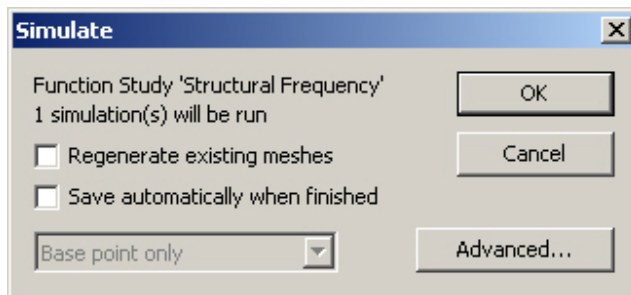 Simulate
Function Study 'Structural Frequency'
1 simulation(s) will be run
Regenerate existing meshes
Save automatically when finished
Base point only
OK
Cancel
Advanced...